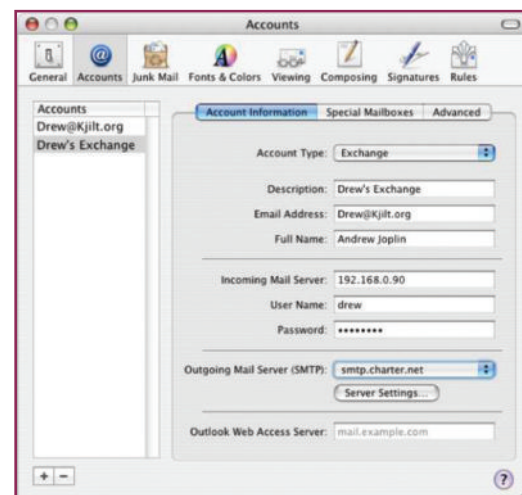 Accounts
General Accounts Junk Mail Fonts & Colors Viewing Composing Signatures Rules
Accounts
Drew@Kjilt.org
Drew's Exchange
Account Information Special Mailboxes Advanced
Account Type: Exchange
Description: Drew's Exchange
Email Address: Drew@Kjilt.org
Full Name: Andrew Joplin
Incoming Mail Server: 192.168.0.90
User Name: drew
Password: ••••••••
Outgoing Mail Server (SMTP): smtp.charter.net
Server Settings...
Outlook Web Access Server: mail.example.com
+ − ?